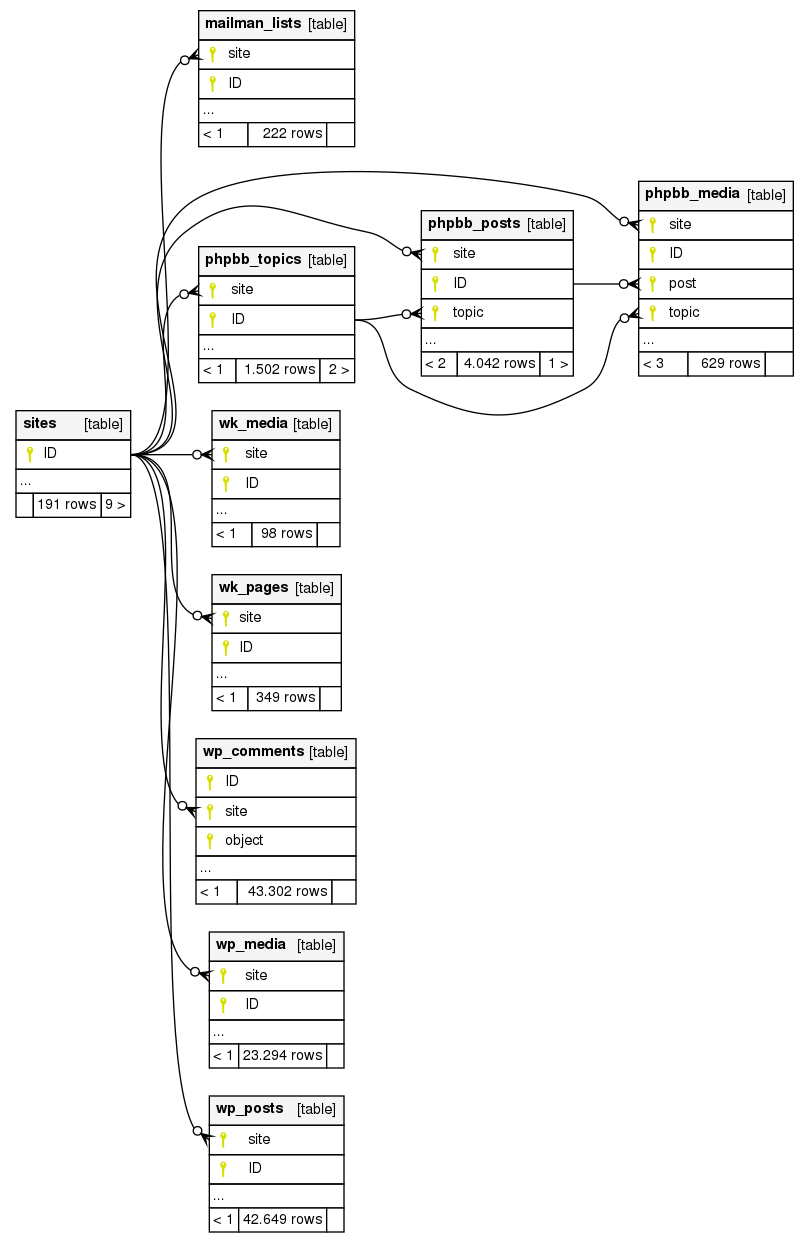 mailman_lists [table]
site
ID
...
< 1 222 rows
phpbb_media [table]
site
ID
post
topic
...
< 3 629 rows
phpbb_posts [table]
site
ID
topic
...
< 2 4.042 rows 1 >
phpbb_topics [table]
site
ID
...
< 1 1.502 rows 2 >
sites [table]
ID
...
191 rows 9 >
wk_media [table]
site
ID
...
< 1 98 rows
wk_pages [table]
site
ID
...
< 1 349 rows
wp_comments [table]
ID
site
object
...
< 1 43.302 rows
wp_media [table]
site
ID
...
< 1 23.294 rows
wp_posts [table]
site
ID
...
< 1 42.649 rows